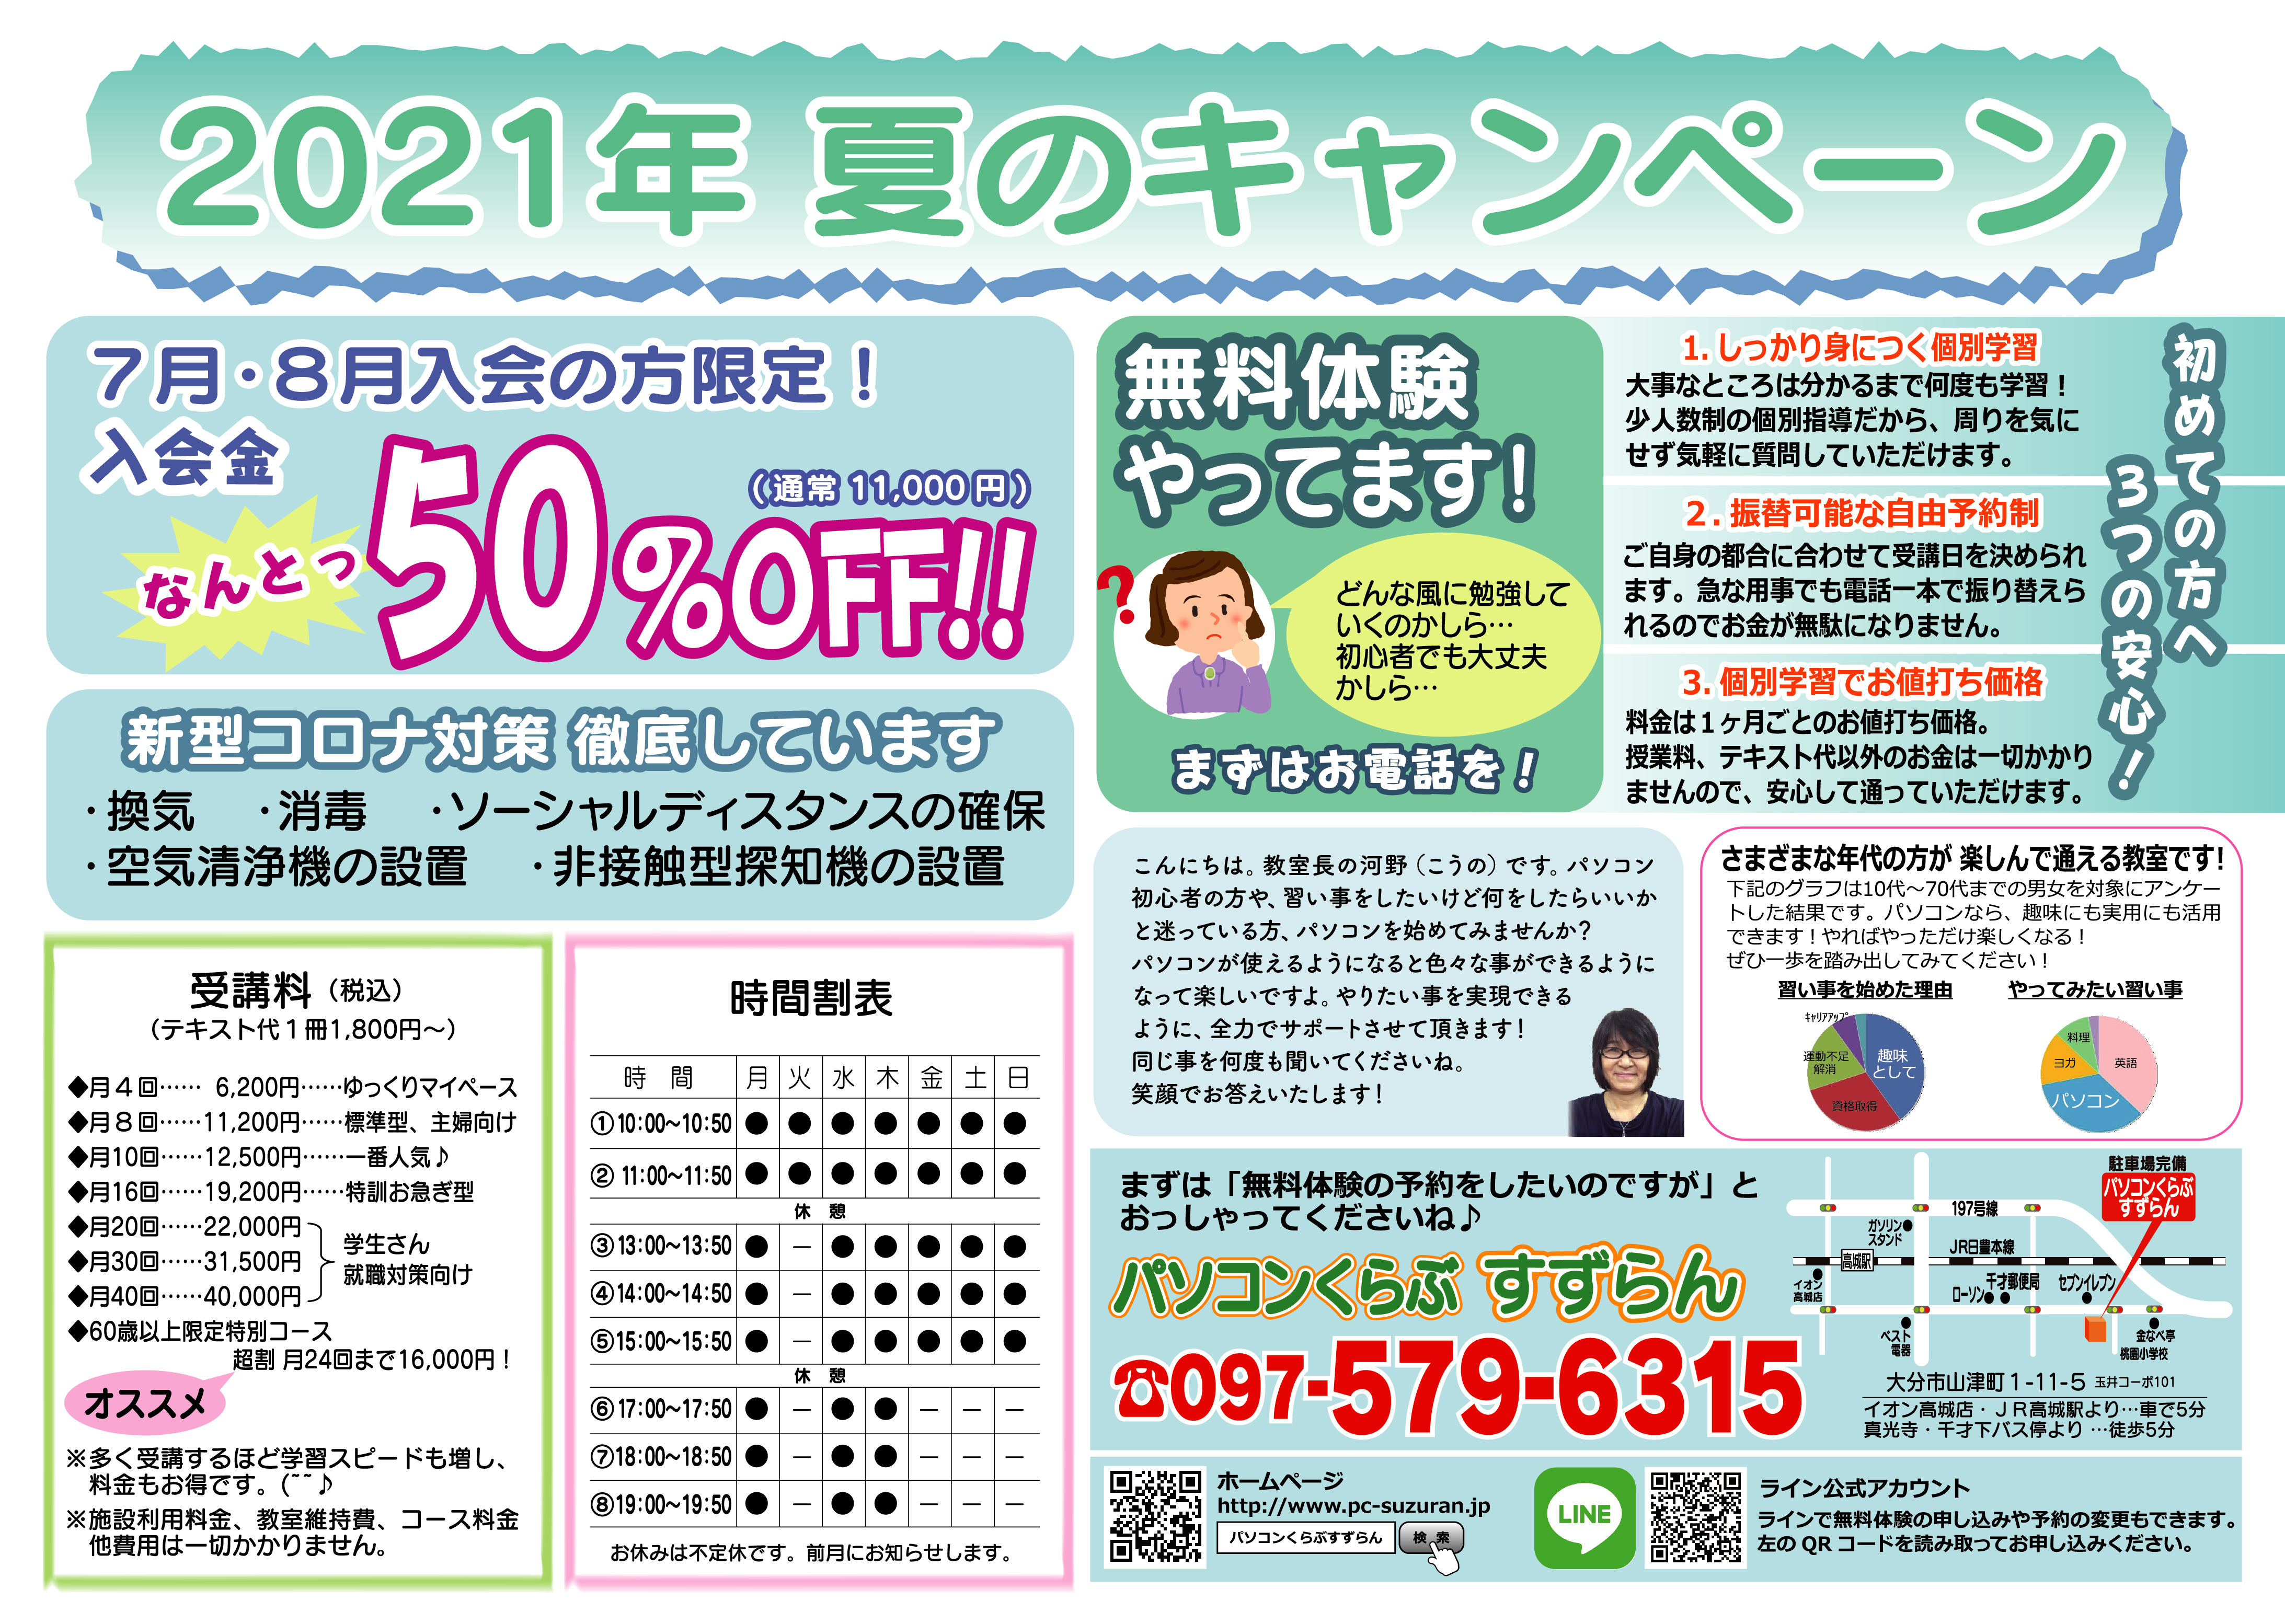 2021年 夏のキャンペーン
7月・8月入会の方限定！
入会金
（通常 11,000円）
なんとっ
50%OFF!!
新型コロナ対策 徹底しています
・換気 ・消毒 ・ソーシャルディスタンスの確保
・空気清浄機の設置 ・非接触型探知機の設置
受講料（税込）
（テキスト代１冊1,800円～）
◆月４回…… 6,200円……ゆっくりマイペース
◆月８回……11,200円……標準型、主婦向け
◆月10回……12,500円……一番人気♪
◆月16回……19,200円……特訓お急ぎ型
◆月20回……22,000円
◆月30回……31,500円
◆月40回……40,000円
学生さん
就職対策向け
◆60歳以上限定特別コース
超割 月24回まで16,000円！
オススメ
※多く受講するほど学習スピードも増し、
料金もお得です。(˜˜♪
※施設利用料金、教室維持費、コース料金
他費用は一切かかりません。
時間割表
時 間 月 火 水 木 金 土 日
①10:00～10:50 ● ● ● ● ● ● ●
② 11:00～11:50 ● ● ● ● ● ● ●
休 憩
③13:00～13:50 ● － ● ● ● ● ●
④14:00～14:50 ● － ● ● ● ● ●
⑤15:00～15:50 ● － ● ● ● ● ●
休 憩
⑥17:00～17:50 ● － ● ● － － －
⑦18:00～18:50 ● － ● ● － － －
⑧19:00～19:50 ● － ● ● － － －
お休みは不定休です。前月にお知らせします。
無料体験
やってます！
?
どんな風に勉強して
いくのかしら…
初心者でも大丈夫
かしら…
まずはお電話を！
初めての方へ
３つの安心！
1. しっかり身につく個別学習
大事なところは分かるまで何度も学習！
少人数制の個別指導だから、周りを気に
せず気軽に質問していただけます。
2. 振替可能な自由予約制
ご自身の都合に合わせて受講日を決められ
ます。急な用事でも電話一本で振り替えら
れるのでお金が無駄になりません。
3. 個別学習でお値打ち価格
料金は１ヶ月ごとのお値打ち価格。
授業料、テキスト代以外のお金は一切かかり
ませんので、安心して通っていただけます。
こんにちは。教室長の河野（こうの）です。パソコン
初心者の方や、習い事をしたいけど何をしたらいいか
と迷っている方、パソコンを始めてみませんか？
パソコンが使えるようになると色々な事ができるように
なって楽しいですよ。やりたい事を実現できる
ように、全力でサポートさせて頂きます！
同じ事を何度も聞いてくださいね。
笑顔でお答えいたします！
さまざまな年代の方が 楽しんで通える教室です！
下記のグラフは10代～70代までの男女を対象にアンケー
トした結果です。パソコンなら、趣味にも実用にも活用
できます！やればやっただけ楽しくなる！
ぜひ一歩を踏み出してみてください！
習い事を始めた理由
ｷｬﾘｱｱｯﾌﾟ
運動不足
解消
趣味
として
資格取得
やってみたい習い事
料理
ヨガ
英語
パソコン
まずは「無料体験の予約をしたいのですが」と
おっしゃってくださいね♪
パソコンくらぶ すずらん
☎097-579-6315
駐車場完備
パソコンくらぶ
すずらん
197号線
ガソリン
スタンド
JR日豊本線
高城駅
イオン
高城店
千才郵便局
ローソン
セブンイレブン
ベスト
電器
金なべ亭
桃園小学校
大分市山津町１-11-５ 玉井コーポ101
イオン高城店・ＪＲ高城駅より…車で5分
真光寺・千才下バス停より …徒歩5分
ホームページ
http://www.pc-suzuran.jp
パソコンくらぶすずらん
検 索
LINE
ライン公式アカウント
ラインで無料体験の申し込みや予約の変更もできます。
左の QR コードを読み取ってお申し込みください。